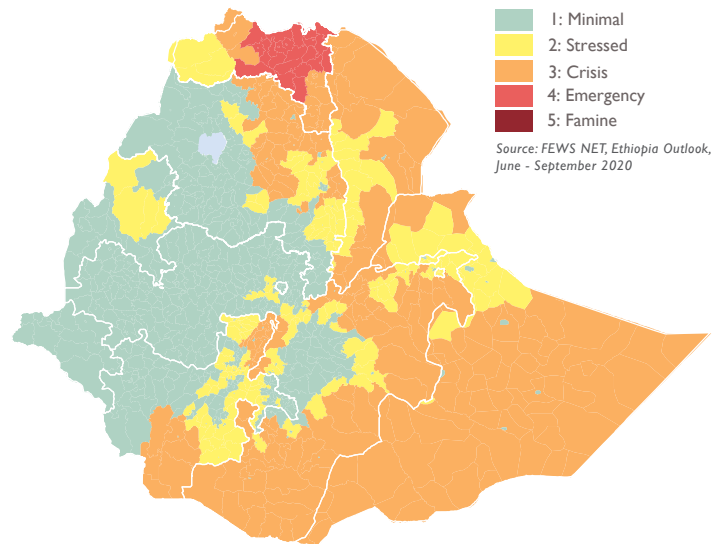 1: Minimal
2: Stressed
3: Crisis
4: Emergency
5: Famine
Source: FEWS NET, Ethiopia Outlook,
June - September 2020